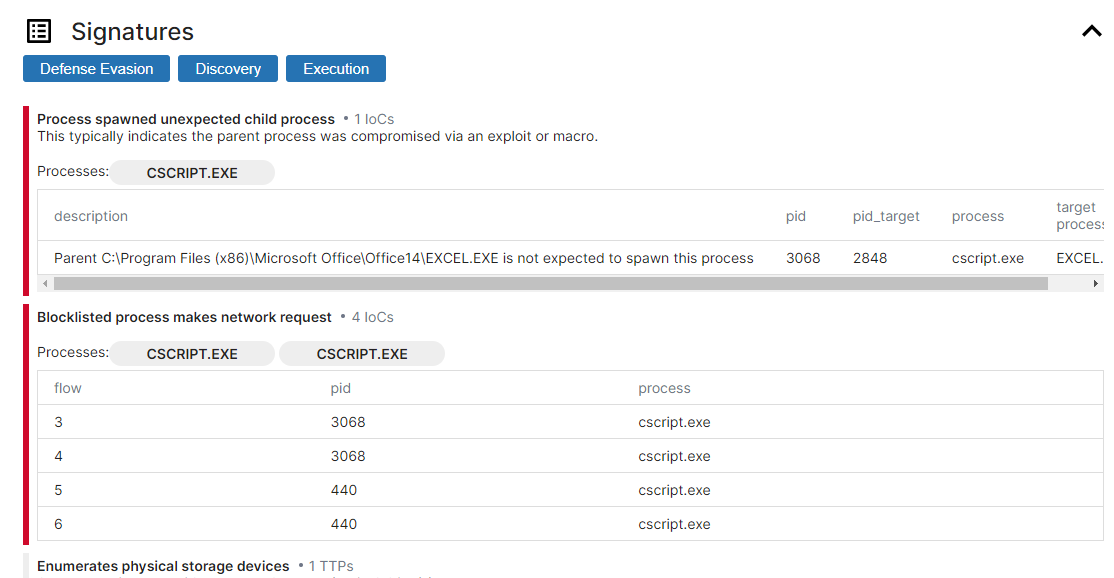 Signatures
Defense Evasion Discovery Execution
Process spawned unexpected child process • 1 IoCs
This typically indicates the parent process was compromised via an exploit or macro.
Processes: CSCRIPT.EXE
description pid pid_target process target process
Parent C:\Program Files (x86)\Microsoft Office\Office14\EXCEL.EXE is not expected to spawn this process 3068 2848 cscript.exe EXCEL.
Blocklisted process makes network request • 4 IoCs
Processes: CSCRIPT.EXE CSCRIPT.EXE
flow pid process
3 3068 cscript.exe
4 3068 cscript.exe
5 440 cscript.exe
6 440 cscript.exe
Enumerates physical storage devices • 1 TTPs